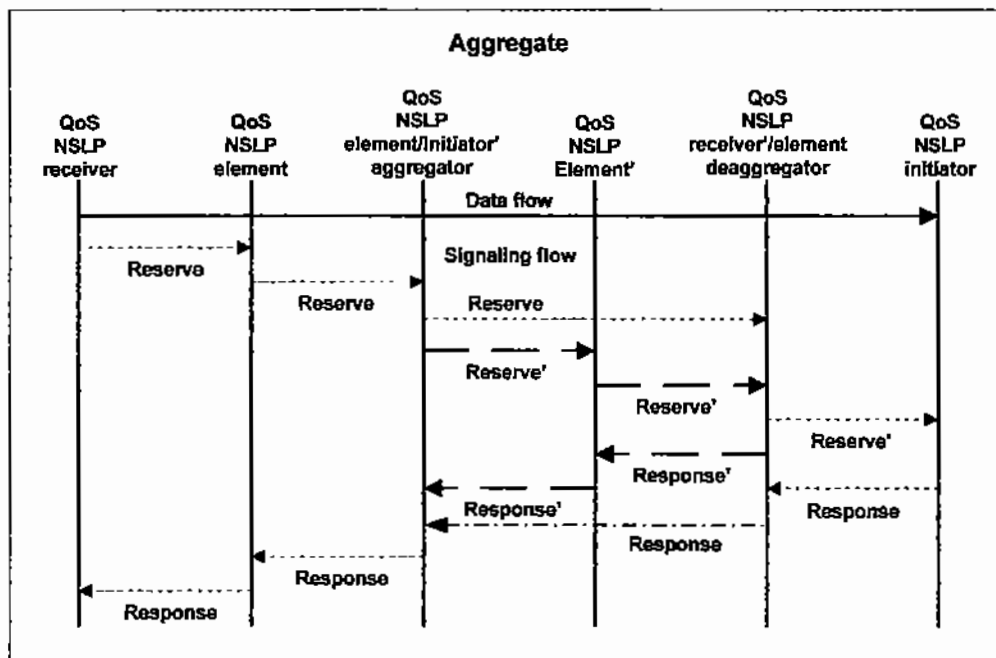 Aggregate
QoS
NSLP
receiver
QoS
NSLP
element
QoS
NSLP
element/initiator'
aggregator
QoS
NSLP
Element'
QoS
NSLP
receiver'/element
deaggregator
QoS
NSLP
initiator
Data flow
Reserve
Signaling flow
Reserve
Reserve
Reserve'
Reserve'
Reserve'
Response'
Response'
Response
Response
Response
Response